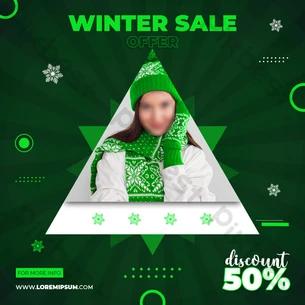 WINTER SALE
OFFER
discount
50%
FOR MORE INFO
WWW.LOREMIPSUM.COM